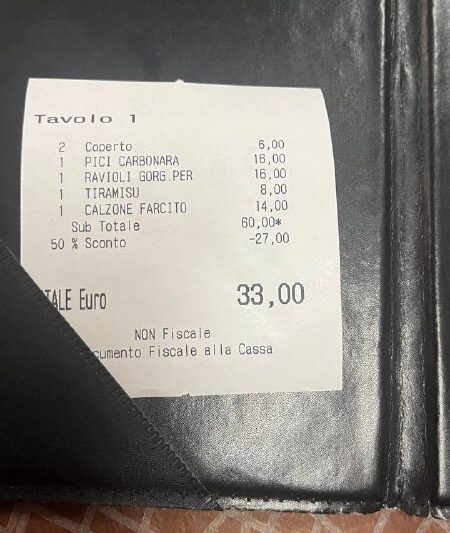 Tavolo 1
2 Coperto 6,00
1 PICI CARBONARA 16,00
1 RAVIOLI GORG.PER 16,00
1 TIRAMISU 8,00
1 CALZONE FARCITO 14,00
Sub Totale 60,00*
50 % Sconto -27,00
TALE Euro 33,00
NON Fiscale
cumento Fiscale alla Cassa